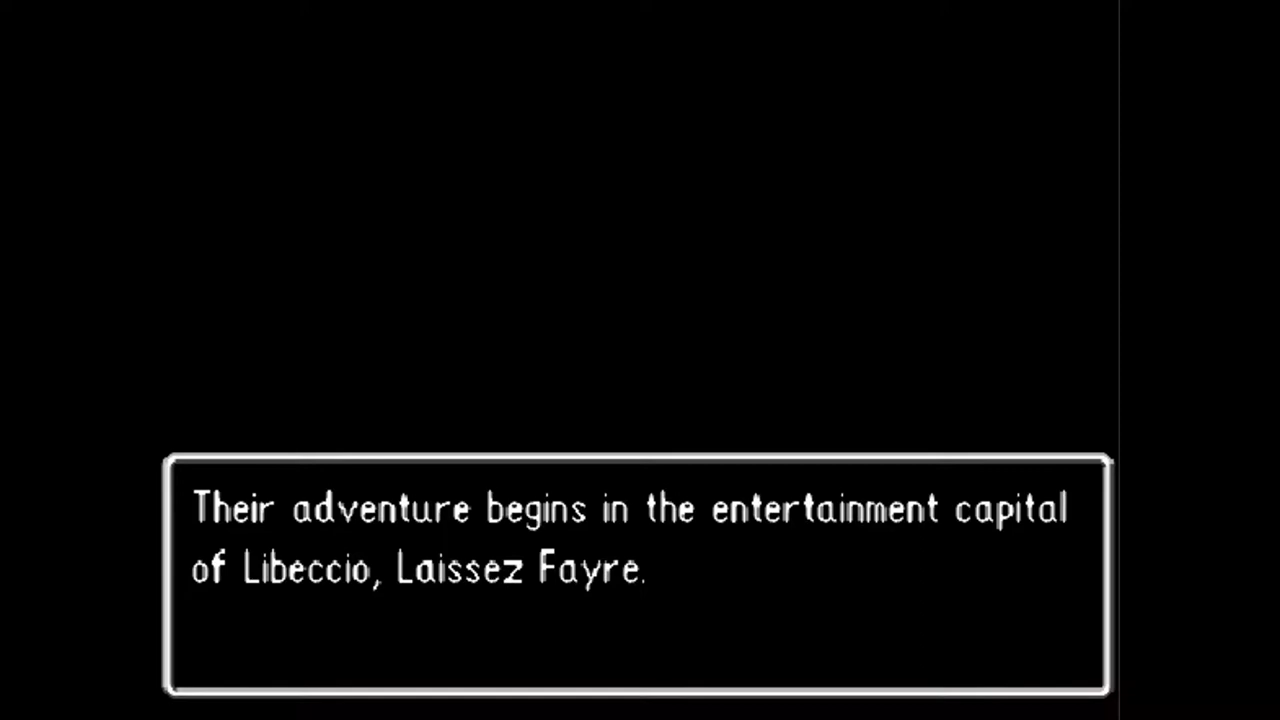 Their adventure begins in the entertainment capital
of Libeccio, Laissez Fayre.